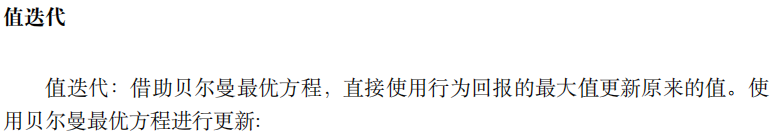 值迭代
值迭代：借助贝尔曼最优方程，直接使用行为回报的最大值更新原来的值。使
用贝尔曼最优方程进行更新: